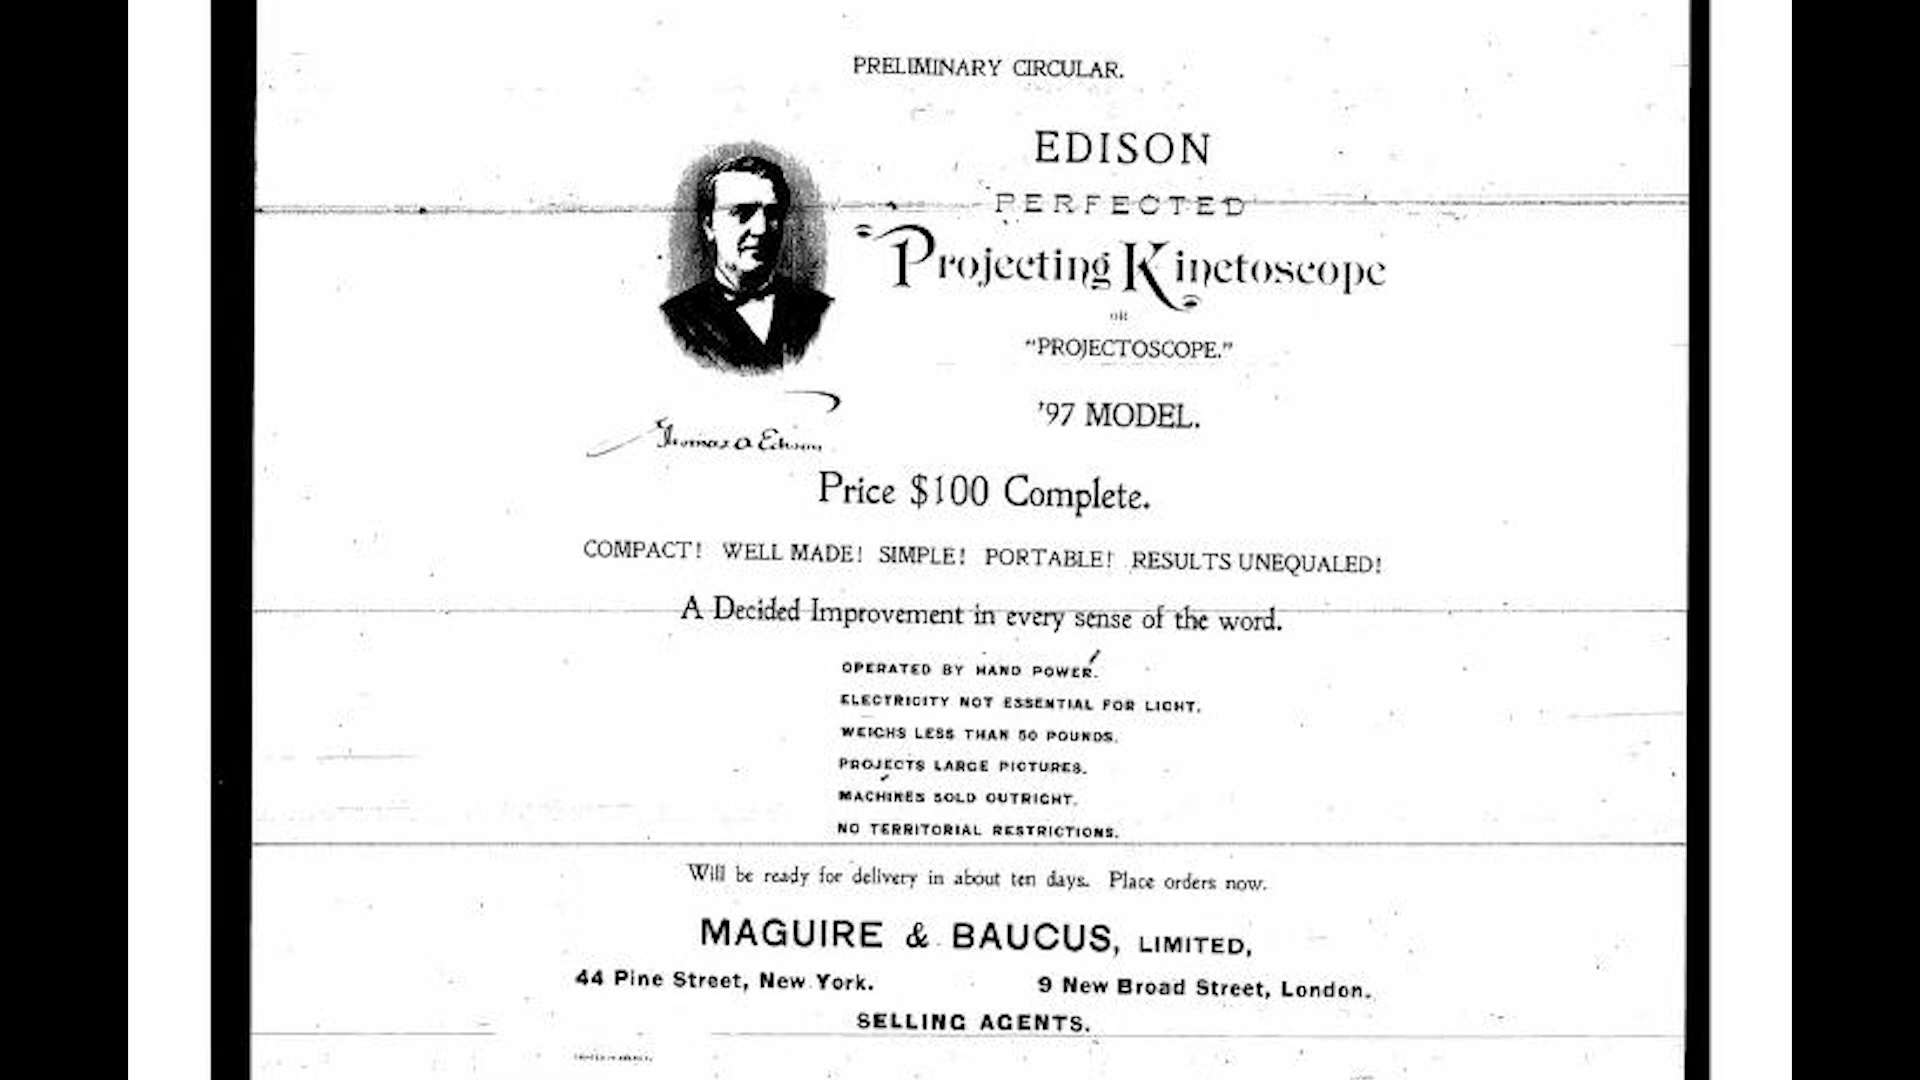 PRELIMINARY CIRCULAR.
EDISON
PERFECTED
Projecting Kinetoscope
OR
"PROJECTOSCOPE."
'97 MODEL.
Thomas A Edison
Price $100 Complete.
COMPACT! WELL MADE! SIMPLE! PORTABLE! RESULTS UNEQUALED!
A Decided Improvement in every sense of the word.
OPERATED BY HAND POWER.
ELECTRICITY NOT ESSENTIAL FOR LIGHT.
WEIGHS LESS THAN 50 POUNDS.
PROJECTS LARGE PICTURES.
MACHINES SOLD OUTRIGHT.
NO TERRITORIAL RESTRICTIONS.
Will be ready for delivery in about ten days. Place orders now.
MAGUIRE & BAUCUS, LIMITED,
44 Pine Street, New York. 9 New Broad Street, London.
SELLING AGENTS.